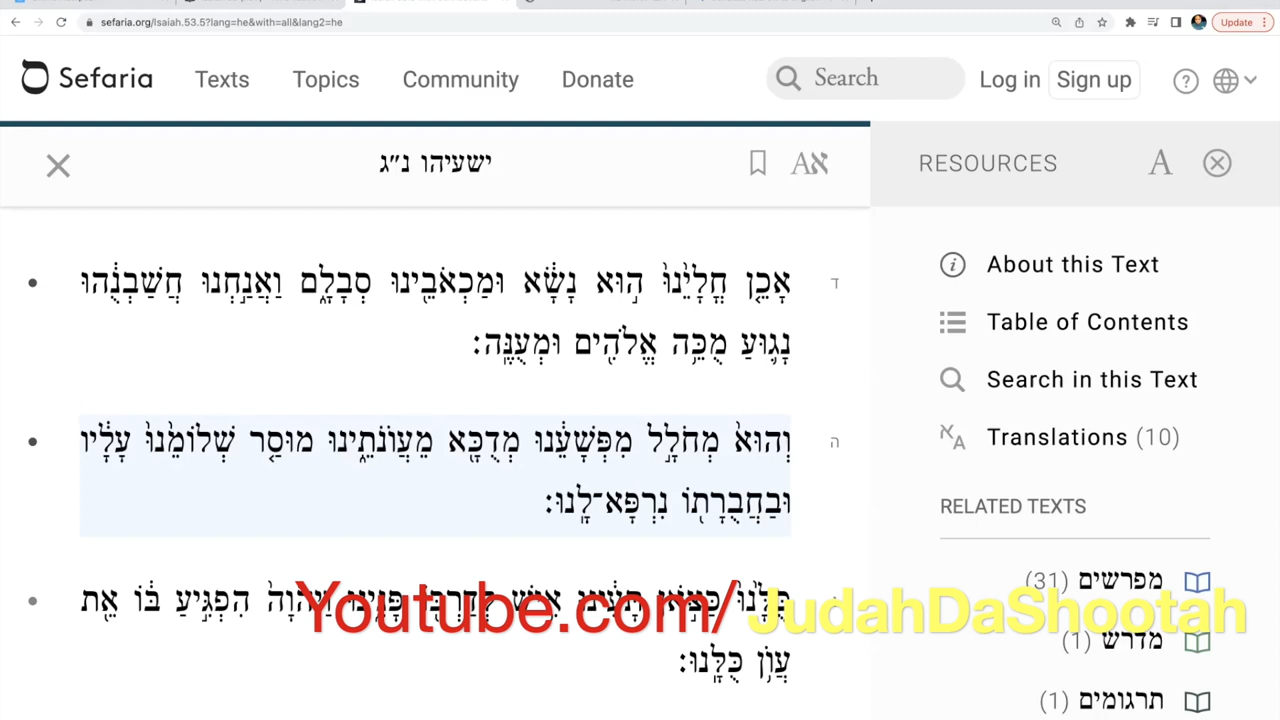 sefaria.org/Isaiah.53.5?lang=he&with=all&lang2=he
Update
Sefaria
Texts
Topics
Community
Donate
Search
Log in
Sign up
ישעיהו נ״ג
Aא
RESOURCES
A
ד
אָכֵ֤ן חֳלָיֵ֙נוּ֙ ה֣וּא נָשָׂ֔א וּמַכְאֹבֵ֖ינוּ סְבָלָ֑ם וַאֲנַ֣חְנוּ חֲשַׁבְנֻ֔הוּ
נָג֛וּעַ מֻכֵּ֥ה אֱלֹהִ֖ים וּמְעֻנֶּֽה׃
ה
וְהוּא֙ מְחֹלָ֣ל מִפְּשָׁעֵ֔נוּ מְדֻכָּ֖א מֵעֲוֺנֹתֵ֑ינוּ מוּסַ֤ר שְׁלוֹמֵ֙נוּ֙ עָלָ֔יו
וּבַחֲבֻרָת֖וֹ נִרְפָּא־לָֽנוּ׃
הִפְגִּ֣יעַ בּ֔וֹ אֵ֖ת
עֲוֺ֥ן כֻּלָּֽנוּ׃
About this Text
Table of Contents
Search in this Text
Translations (10)
RELATED TEXTS
מפרשים (31)
מדרש (1)
תרגומים (1)
Youtube.com/ JudahDaShootah